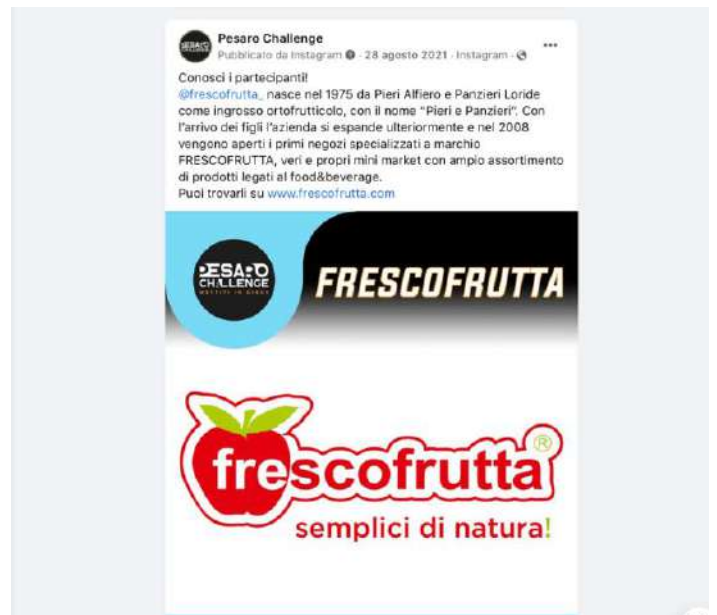 Pesaro Challenge
Pubblicato da Instagram · 28 agosto 2021 · Instagram ·
Conosci i partecipanti!
@frescofrutta_ nasce nel 1975 da Pieri Alfiero e Panzieri Loride
come ingrosso ortofrutticolo, con il nome "Pieri e Panzieri". Con
l'arrivo dei figli l'azienda si espande ulteriormente e nel 2008
vengono aperti i primi negozi specializzati a marchio
FRESCOFRUTTA, veri e propri mini market con ampio assortimento
di prodotti legati al food&beverage.
Puoi trovarli su www.frescofrutta.com
PESARO
CHALLENGE
FRESCOFRUTTA
frescofrutta®
semplici di natura!